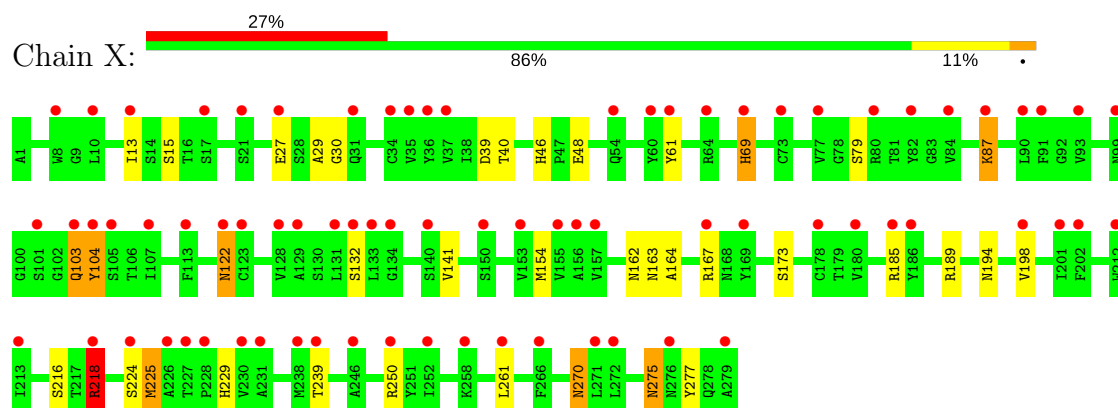 27%
Chain X:
86% 11% •
A1 W8 G9 L10 I13 S14 S15 T16 S17 S21 E27 S28 A29 G30 Q31 C34 V35 Y36 V37 I38 D39 T40 H46 P47 E48 Q54 Y60 Y61 R64 H69 C73 V77 G78 S79 R80 T81 Y82 G83 V84 K87 L90 F91 G92 V93 N99
G100 S101 G102 Q103 Y104 S105 T106 I107 F113 N122 C123 V128 A129 S130 L131 S132 L133 G134 S140 V141 S150 V153 M154 V155 A156 V157 N162 N163 A164 R167 N168 Y169 S173 C178 T179 V180 R185 Y186 R189 N194 V198 I201 F202 W212
I213 S216 T217 R218 S224 M225 A226 T227 P228 H229 V230 A231 M238 T239 A246 R250 Y251 I252 K258 L261 F266 N270 L271 L272 N275 N276 Y277 Q278 A279